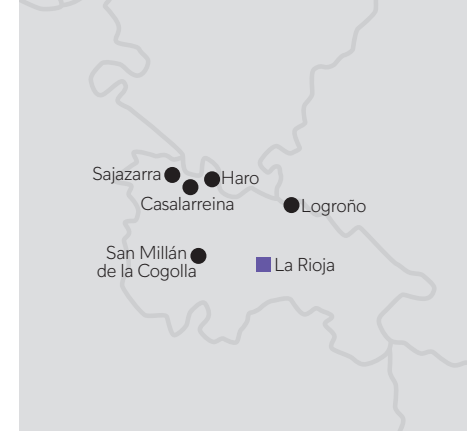 Sajazarra
Haro
Casalarreina
Logroño
San Millán
de la Cogolla
La Rioja